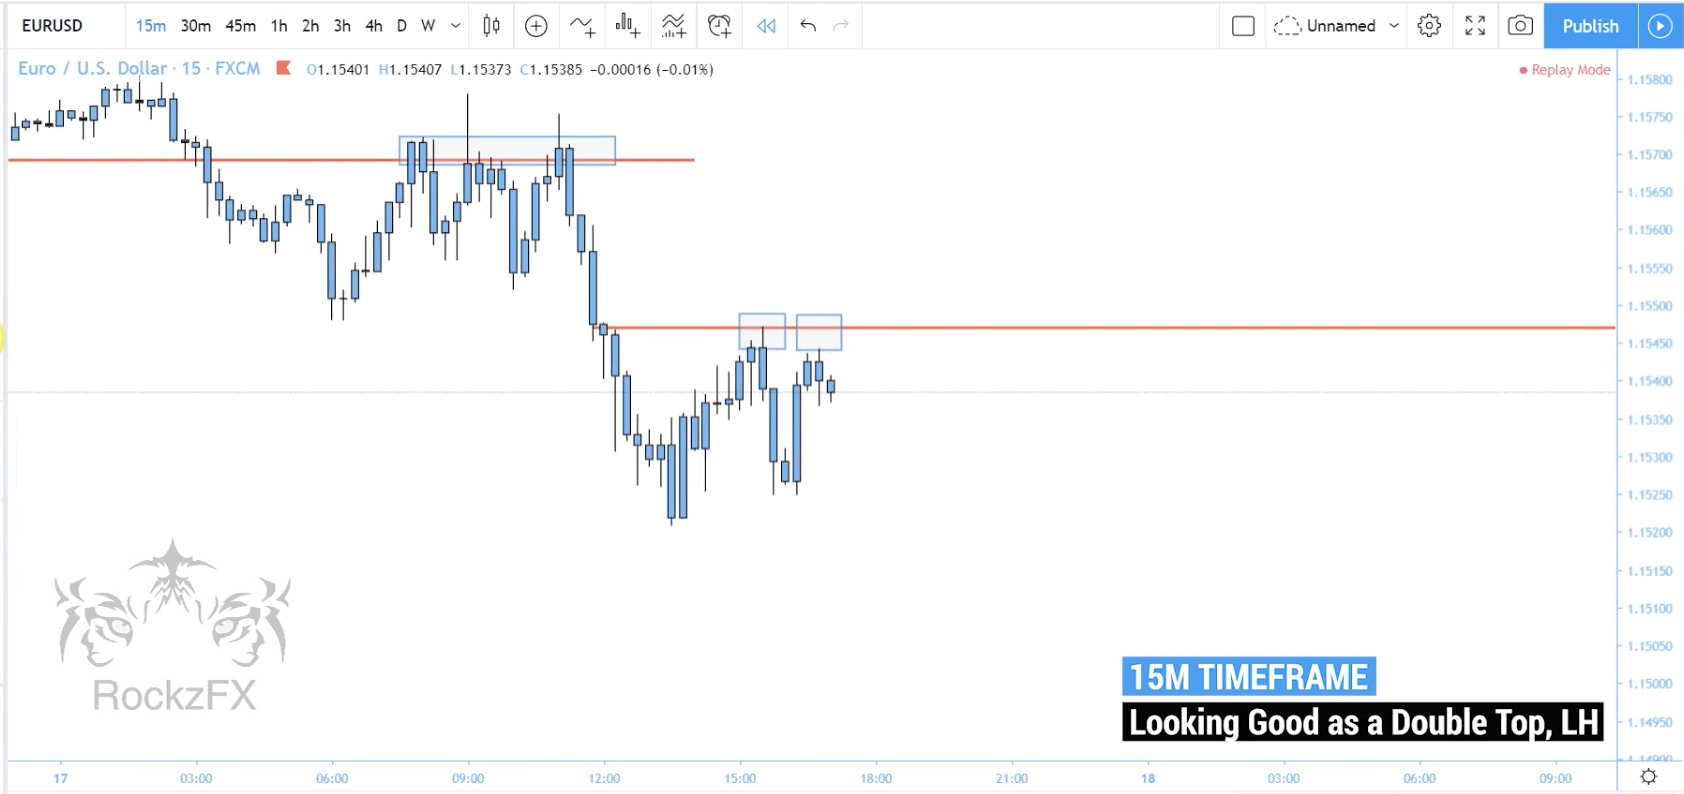 EURUSD 15m 30m 45m 1h 2h 3h 4h D W Unnamed Publish
Euro / U.S. Dollar · 15 · FXCM O1.15401 H1.15407 L1.15373 C1.15385 −0.00016 (−0.01%)
Replay Mode
1.15800
1.15750
1.15700
1.15650
1.15600
1.15550
1.15500
1.15450
1.15400
1.15350
1.15300
1.15250
1.15200
1.15150
1.15100
1.15050
1.15000
1.14950
1.14900
RockzFX
15M TIMEFRAME
Looking Good as a Double Top, LH
17 03:00 06:00 09:00 12:00 15:00 18:00 21:00 18 03:00 06:00 09:00